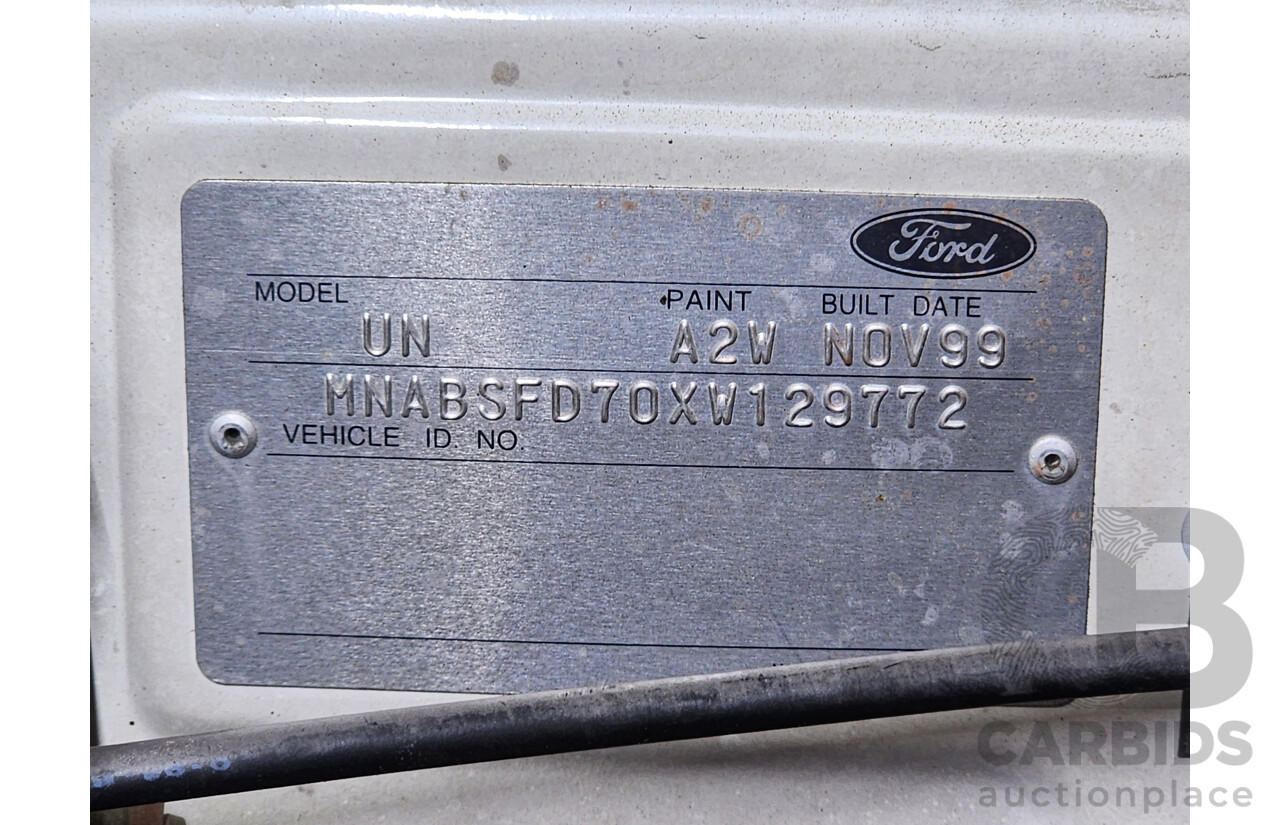 Ford
MODEL PAINT BUILT DATE
UN A2W NOV99
MNABSFD70XW129772
VEHICLE ID. NO.
B
CARBIDS
auctionplace